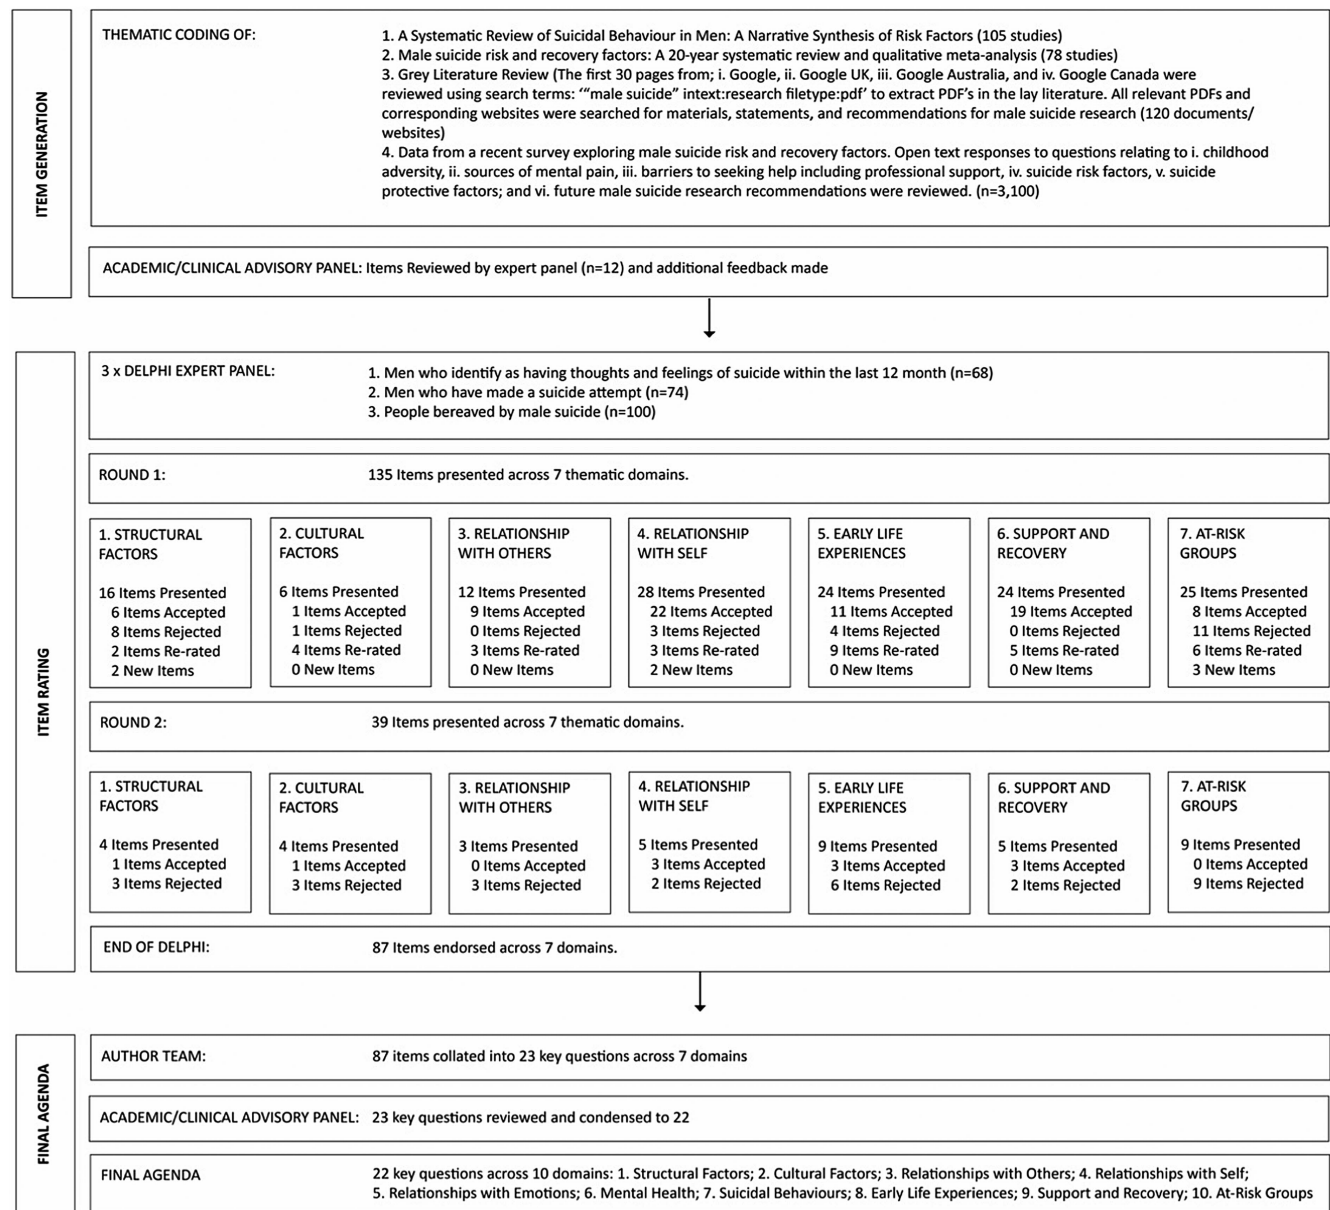 ITEM GENERATION
THEMATIC CODING OF:
1. A Systematic Review of Suicidal Behaviour in Men: A Narrative Synthesis of Risk Factors (105 studies)
2. Male suicide risk and recovery factors: A 20-year systematic review and qualitative meta-analysis (78 studies)
3. Grey Literature Review (The first 30 pages from; i. Google, ii. Google UK, iii. Google Australia, and iv. Google Canada were
reviewed using search terms: ‘“male suicide” intext:research filetype:pdf’ to extract PDF’s in the lay literature. All relevant PDFs and
corresponding websites were searched for materials, statements, and recommendations for male suicide research (120 documents/
websites)
4. Data from a recent survey exploring male suicide risk and recovery factors. Open text responses to questions relating to i. childhood
adversity, ii. sources of mental pain, iii. barriers to seeking help including professional support, iv. suicide risk factors, v. suicide
protective factors; and vi. future male suicide research recommendations were reviewed. (n=3,100)
ACADEMIC/CLINICAL ADVISORY PANEL: Items Reviewed by expert panel (n=12) and additional feedback made
ITEM RATING
3 x DELPHI EXPERT PANEL:
1. Men who identify as having thoughts and feelings of suicide within the last 12 month (n=68)
2. Men who have made a suicide attempt (n=74)
3. People bereaved by male suicide (n=100)
ROUND 1: 135 Items presented across 7 thematic domains.
1. STRUCTURAL
FACTORS
16 Items Presented
6 Items Accepted
8 Items Rejected
2 Items Re-rated
2 New Items
2. CULTURAL
FACTORS
6 Items Presented
1 Items Accepted
1 Items Rejected
4 Items Re-rated
0 New Items
3. RELATIONSHIP
WITH OTHERS
12 Items Presented
9 Items Accepted
0 Items Rejected
3 Items Re-rated
0 New Items
4. RELATIONSHIP
WITH SELF
28 Items Presented
22 Items Accepted
3 Items Rejected
3 Items Re-rated
2 New Items
5. EARLY LIFE
EXPERIENCES
24 Items Presented
11 Items Accepted
4 Items Rejected
9 Items Re-rated
0 New Items
6. SUPPORT AND
RECOVERY
24 Items Presented
19 Items Accepted
0 Items Rejected
5 Items Re-rated
0 New Items
7. AT-RISK
GROUPS
25 Items Presented
8 Items Accepted
11 Items Rejected
6 Items Re-rated
3 New Items
ROUND 2: 39 Items presented across 7 thematic domains.
1. STRUCTURAL
FACTORS
4 Items Presented
1 Items Accepted
3 Items Rejected
2. CULTURAL
FACTORS
4 Items Presented
1 Items Accepted
3 Items Rejected
3. RELATIONSHIP
WITH OTHERS
3 Items Presented
0 Items Accepted
3 Items Rejected
4. RELATIONSHIP
WITH SELF
5 Items Presented
3 Items Accepted
2 Items Rejected
5. EARLY LIFE
EXPERIENCES
9 Items Presented
3 Items Accepted
6 Items Rejected
6. SUPPORT AND
RECOVERY
5 Items Presented
3 Items Accepted
2 Items Rejected
7. AT-RISK
GROUPS
9 Items Presented
0 Items Accepted
9 Items Rejected
END OF DELPHI: 87 Items endorsed across 7 domains.
FINAL AGENDA
AUTHOR TEAM: 87 items collated into 23 key questions across 7 domains
ACADEMIC/CLINICAL ADVISORY PANEL: 23 key questions reviewed and condensed to 22
FINAL AGENDA
22 key questions across 10 domains: 1. Structural Factors; 2. Cultural Factors; 3. Relationships with Others; 4. Relationships with Self;
5. Relationships with Emotions; 6. Mental Health; 7. Suicidal Behaviours; 8. Early Life Experiences; 9. Support and Recovery; 10. At-Risk Groups